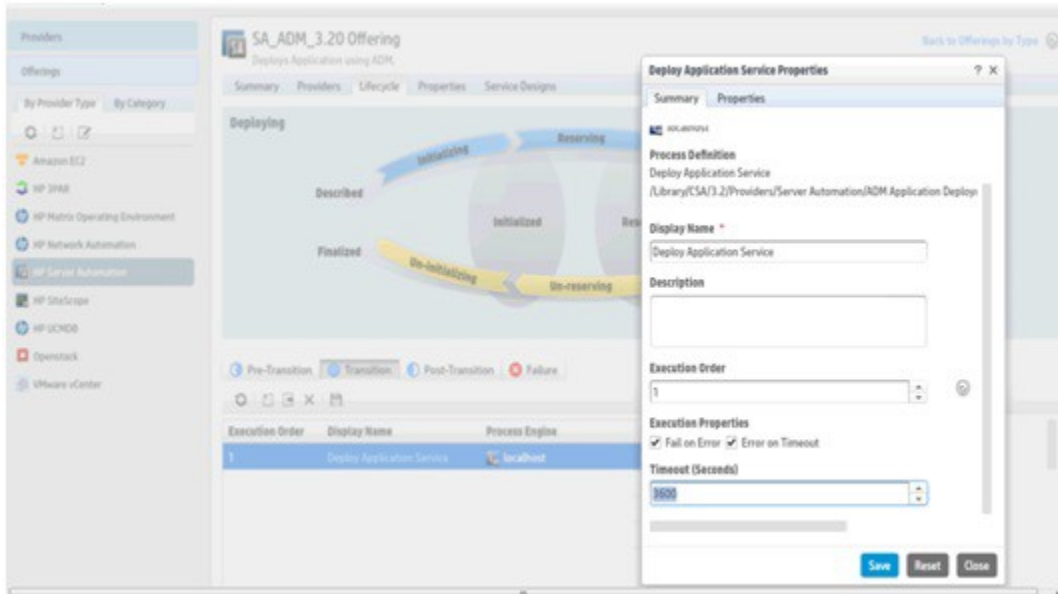 Providers
Offerings
By Provider Type By Category
Amazon EC2
HP 3PAR
HP Matrix Operating Environment
HP Network Automation
HP Server Automation
HP SiteScope
HP UCMDB
Openstack
VMware vCenter
SA_ADM_3.20 Offering
Deploys Application using ADM.
Back to Offerings by Type
Summary Providers Lifecycle Properties Service Designs
Deploying
Initializing
Reserving
Described
Initialized
Res
Finalized
Un-initializing
Un-reserving
Pre-Transition Transition Post-Transition Failure
Execution Order Display Name Process Engine
1 Deploy Application Service localhost
Deploy Application Service Properties ? X
Summary Properties
localhost
Process Definition
Deploy Application Service
/Library/CSA/3.2/Providers/Server Automation/ADM Application Deploy
Display Name *
Deploy Application Service
Description
Execution Order
1
Execution Properties
Fail on Error Error on Timeout
Timeout (Seconds)
3600
Save Reset Close